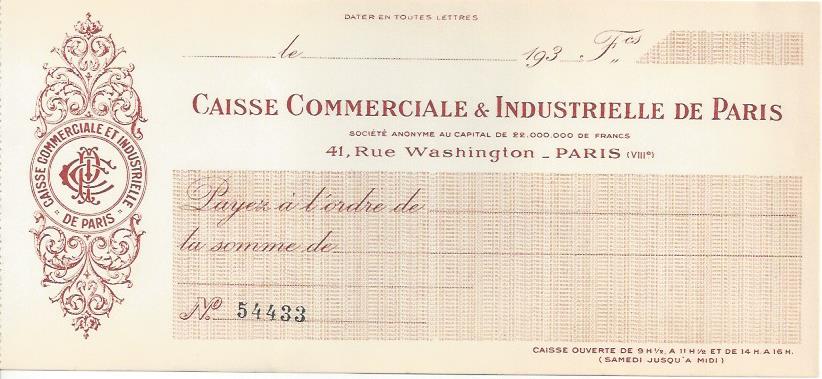 DATER EN TOUTES LETTRES
le 193 Fcs
CAISSE COMMERCIALE & INDUSTRIELLE DE PARIS
SOCIÉTÉ ANONYME AU CAPITAL DE 22.000.000 DE FRANCS
41, Rue Washington _ PARIS (VIIIe)
CAISSE COMMERCIALE ET INDUSTRIELLE
DE PARIS
Payez à l'ordre de
la somme de
No 54433
CAISSE OUVERTE DE 9 H 1/2 A 11 H 1/2 ET DE 14 H. A 16 H.
(SAMEDI JUSQU'A MIDI)